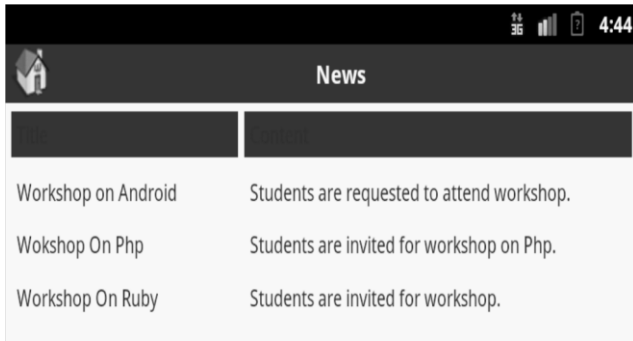 3G ? 4:44
News
Title Content
Workshop on Android Students are requested to attend workshop.
Wokshop On Php Students are invited for workshop on Php.
Workshop On Ruby Students are invited for workshop.